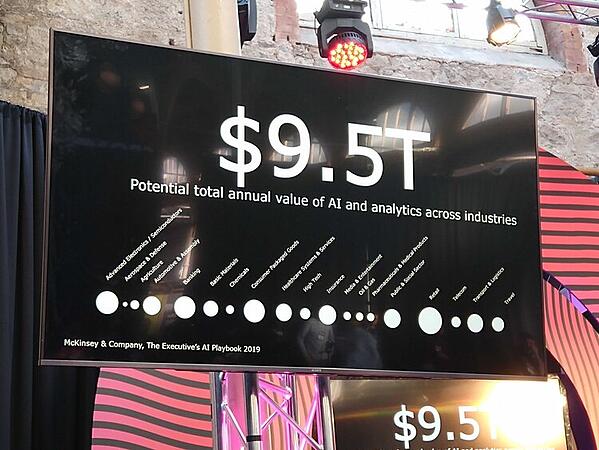 $9.5T
Potential total annual value of AI and analytics across industries
Advanced Electronics / Semiconductors
Aerospace & Defense
Agriculture
Automotive & Assembly
Banking
Basic Materials
Chemicals
Consumer Packaged Goods
Healthcare Systems & Services
High Tech
Insurance
Media & Entertainment
Oil & Gas
Pharmaceuticals & Medical Products
Public & Social Sector
Retail
Telecom
Transport & Logistics
Travel
McKinsey & Company, The Executive's AI Playbook 2019
$9.5T